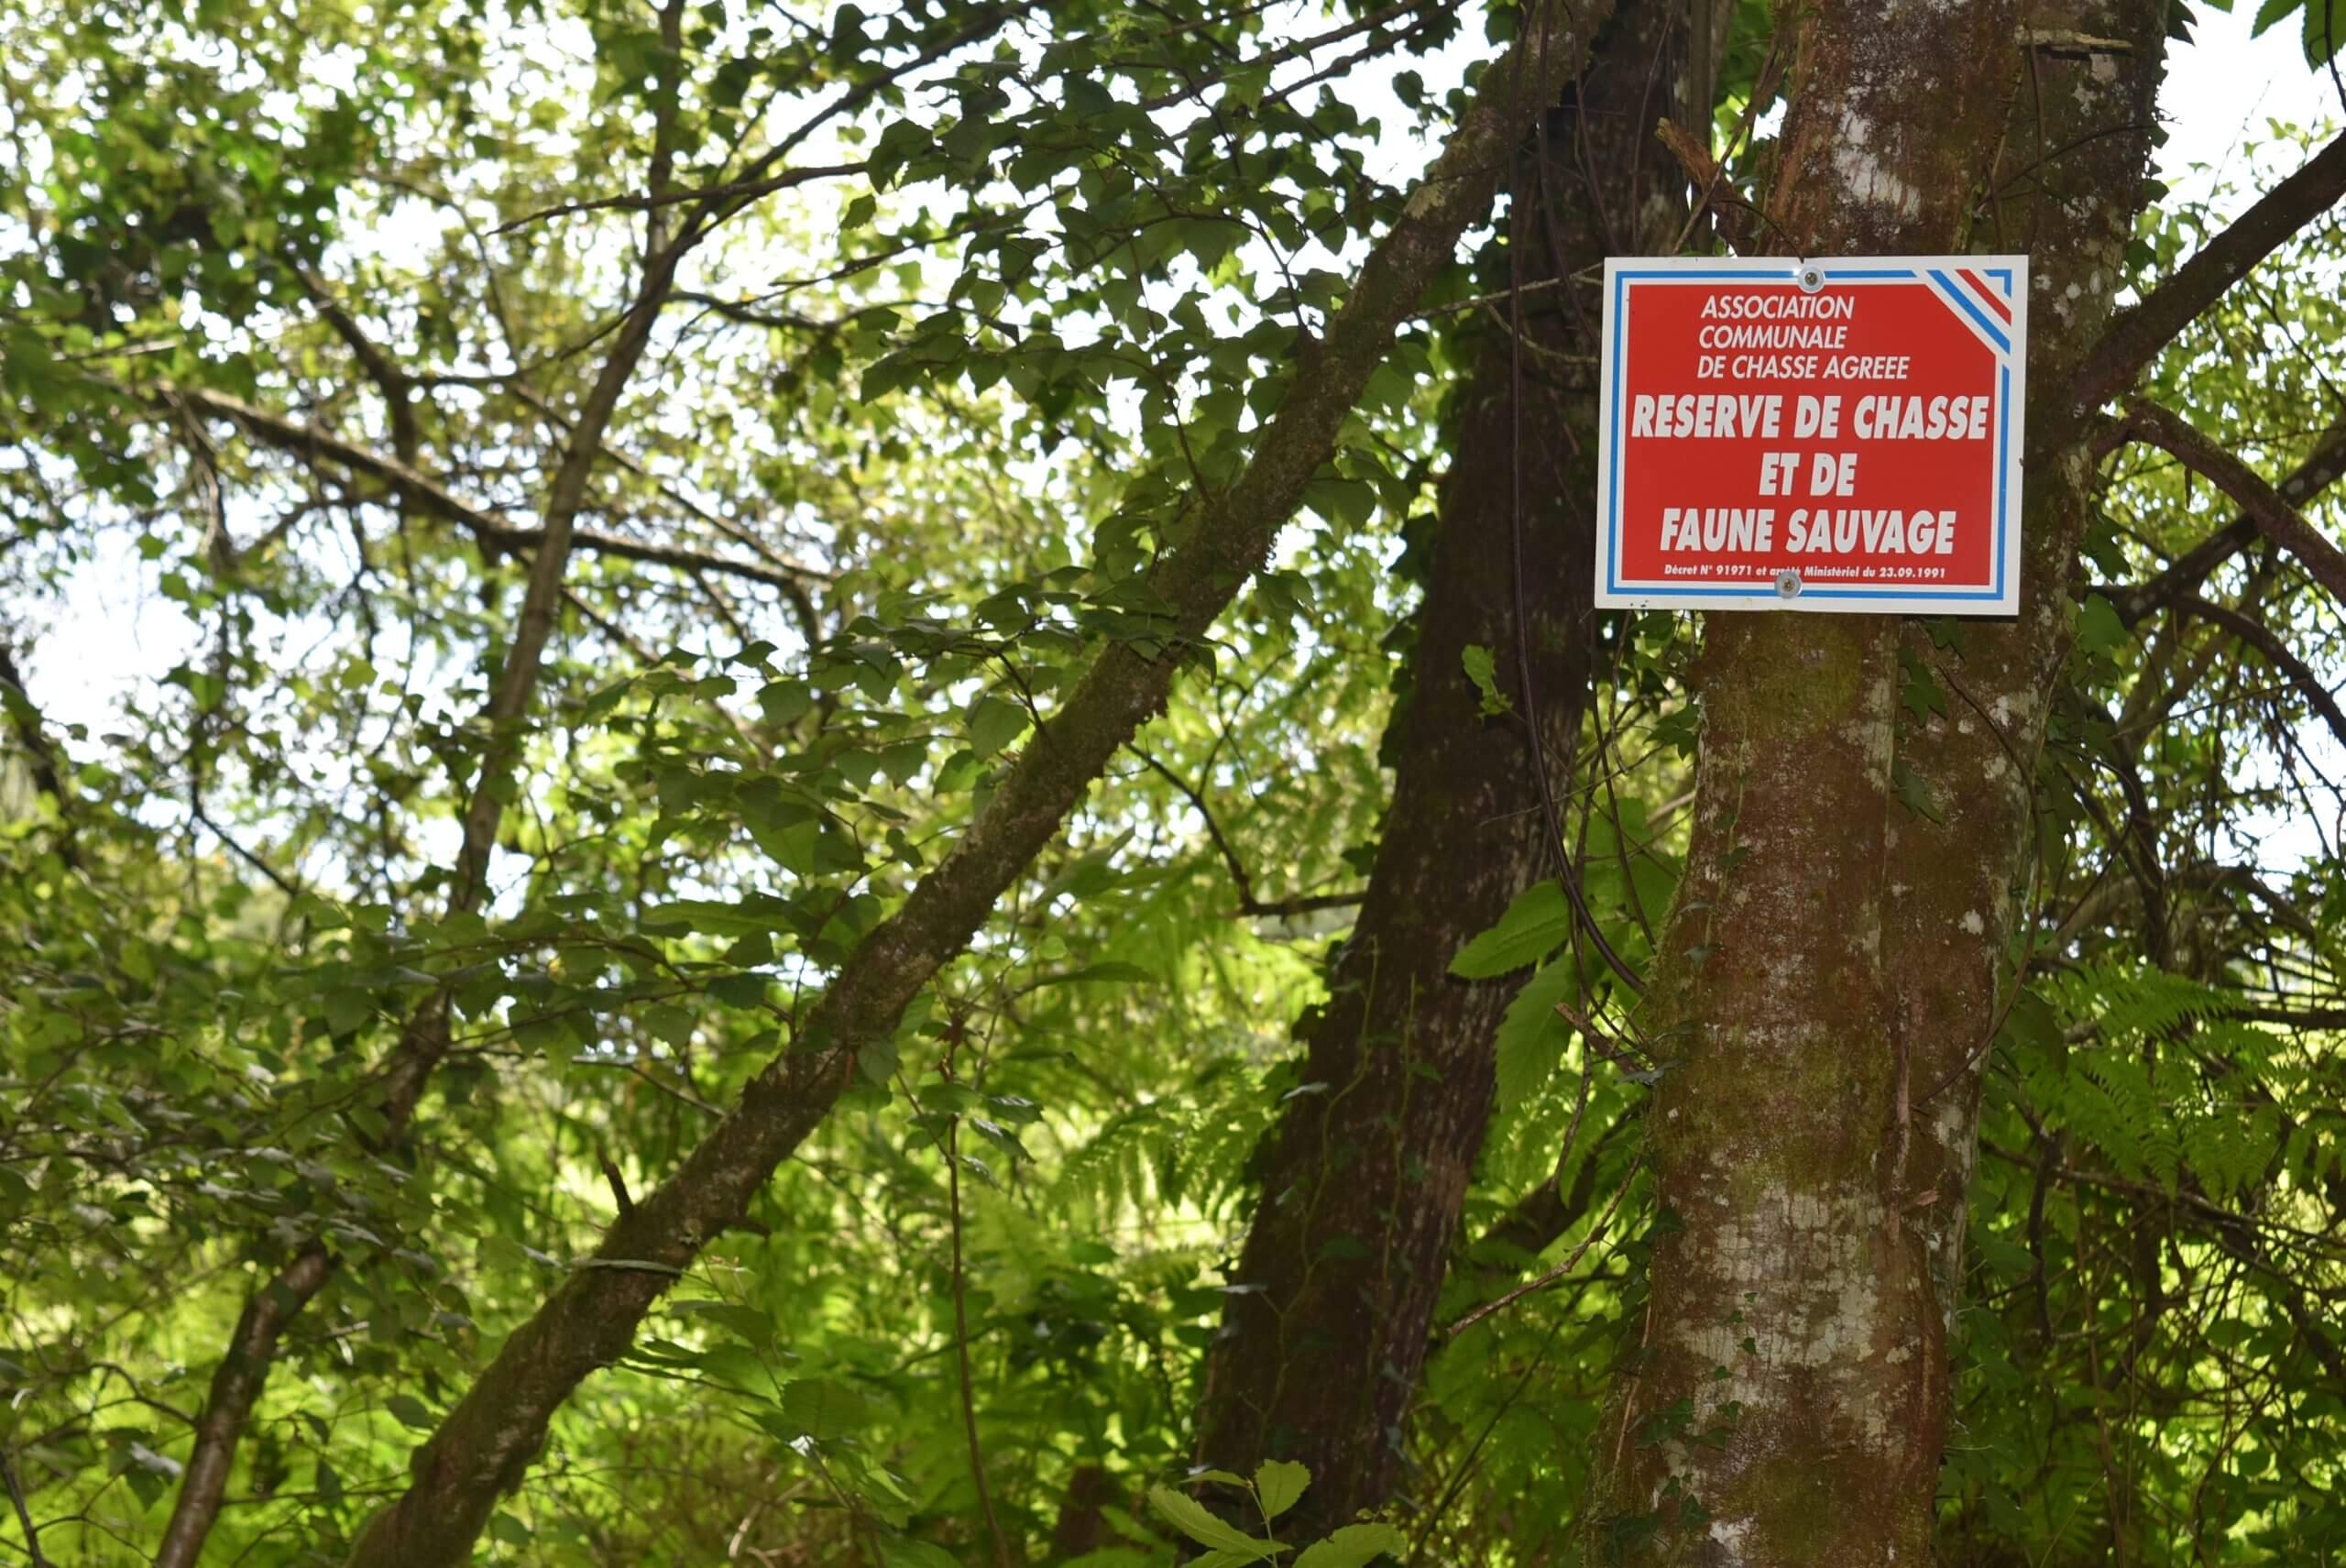 ASSOCIATION
COMMUNALE
DE CHASSE AGREEE
RESERVE DE CHASSE
ET DE
FAUNE SAUVAGE
Décret N° 91971 et arrêté Ministériel du 23.09.1991